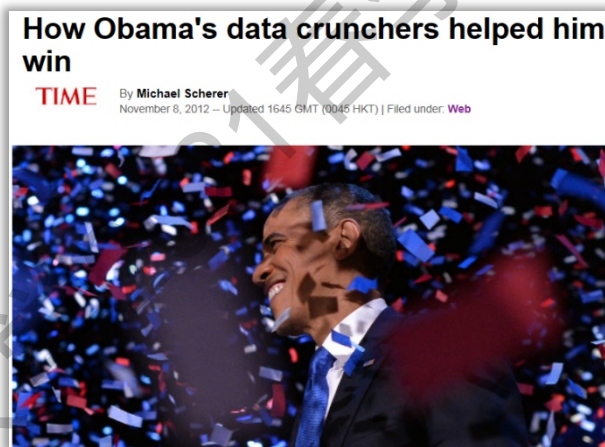 How Obama's data crunchers helped him
win
TIME
By Michael Scherer
November 8, 2012 -- Updated 1645 GMT (0045 HKT) | Filed under: Web